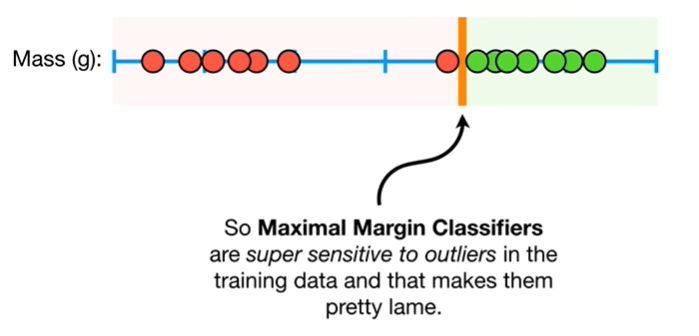 Mass (g):
So Maximal Margin Classifiers
are super sensitive to outliers in the
training data and that makes them
pretty lame.